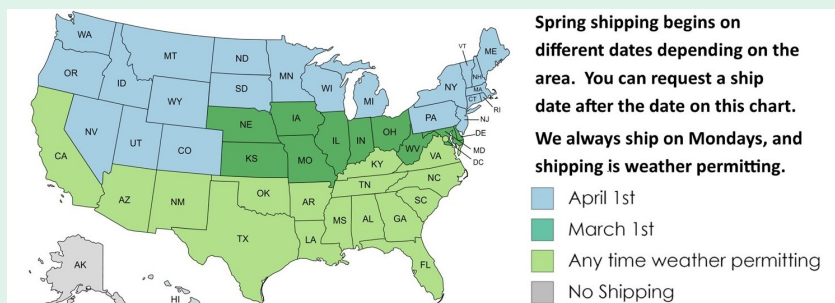 WA
MT
ND
MN
OR
ID
WY
SD
WI
MI
NY
VT
NH
ME
MA
CT
RI
PA
NJ
NV
UT
CO
NE
IA
KS
MO
IL
IN
OH
WV
DE
MD
DC
CA
AZ
NM
OK
TX
AR
LA
KY
VA
TN
NC
SC
MS
AL
GA
FL
AK
HI
Spring shipping begins on
different dates depending on the
area. You can request a ship
date after the date on this chart.
We always ship on Mondays, and
shipping is weather permitting.
April 1st
March 1st
Any time weather permitting
No Shipping